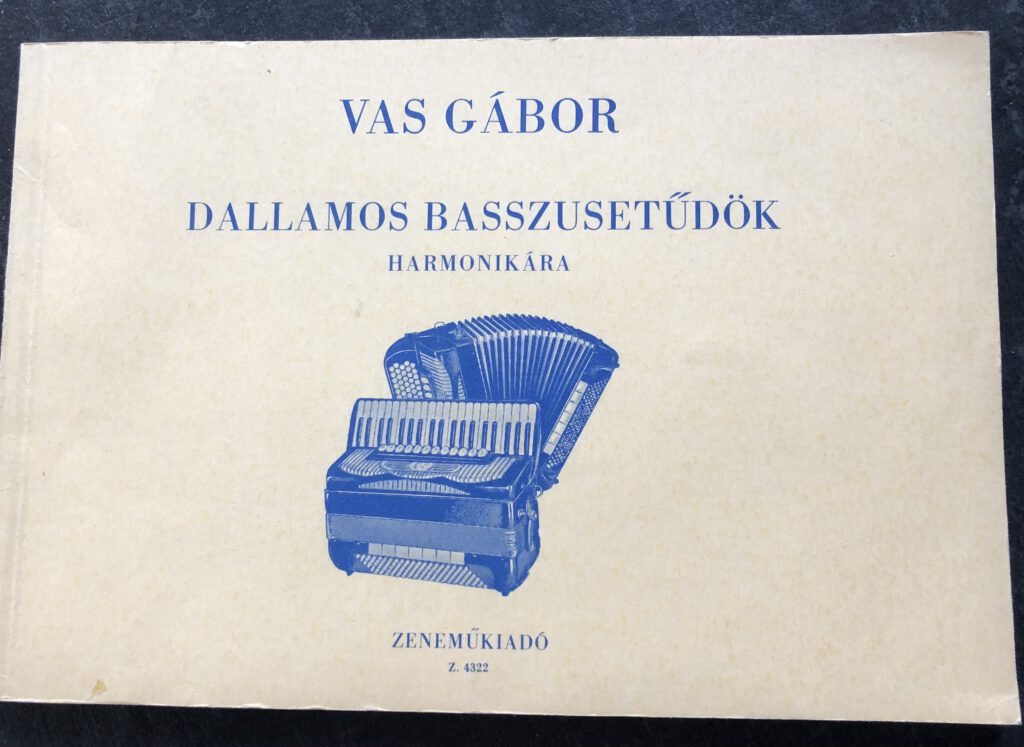 VAS GÁBOR
DALLAMOS BASSZUSETŰDÖK
HARMONIKÁRA
ZENEMŰKIADÓ
Z. 4322